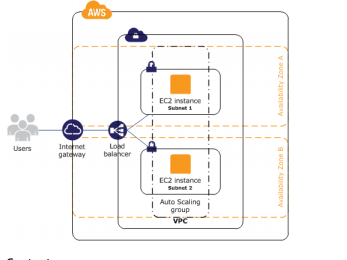 AWS
Availability Zone A
EC2 instance
Subnet 1
Users
Internet
gateway
Load
balancer
Availability Zone B
EC2 instance
Subnet 2
Auto Scaling
group
VPC